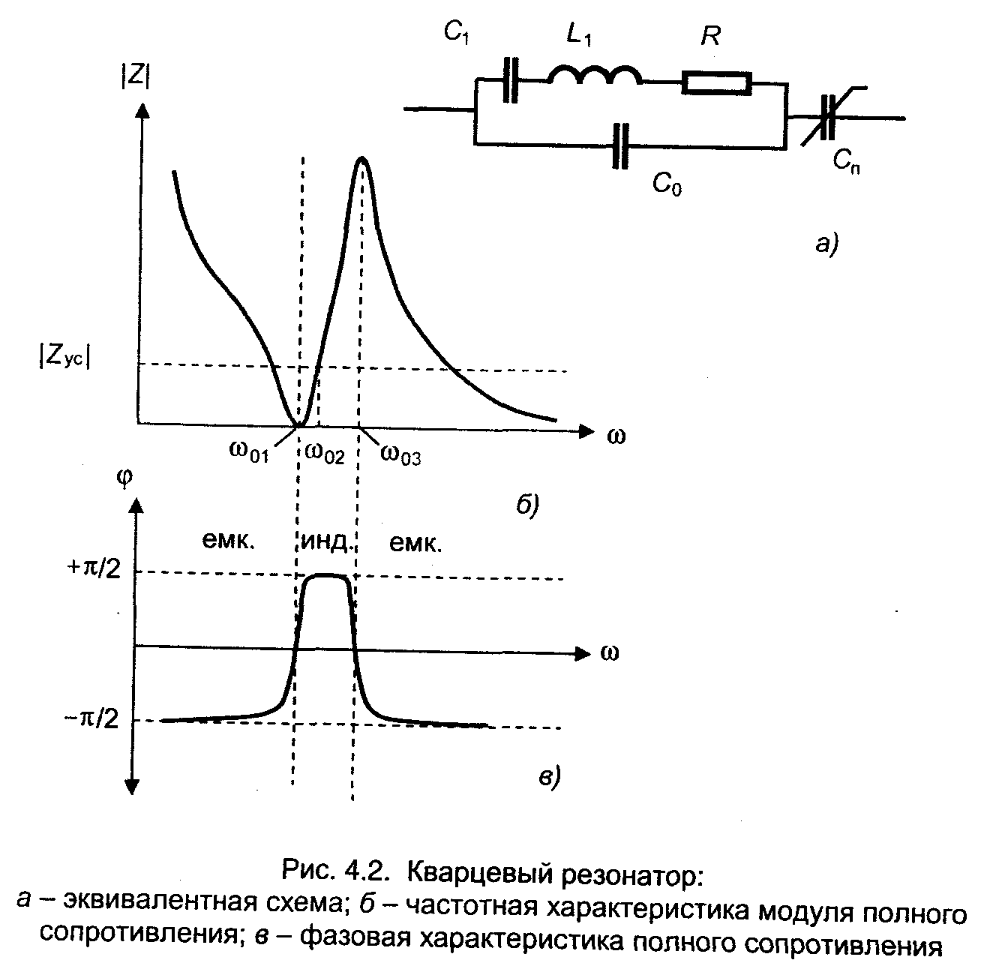 C₁
L₁
R
|Z|
Cп
C₀
а)
|Zус|
ω₀₁
ω₀₂
ω₀₃
ω
φ
б)
емк.
инд.
емк.
+π/2
ω
−π/2
в)
Рис. 4.2. Кварцевый резонатор:
а – эквивалентная схема; б – частотная характеристика модуля полного
сопротивления; в – фазовая характеристика полного сопротивления